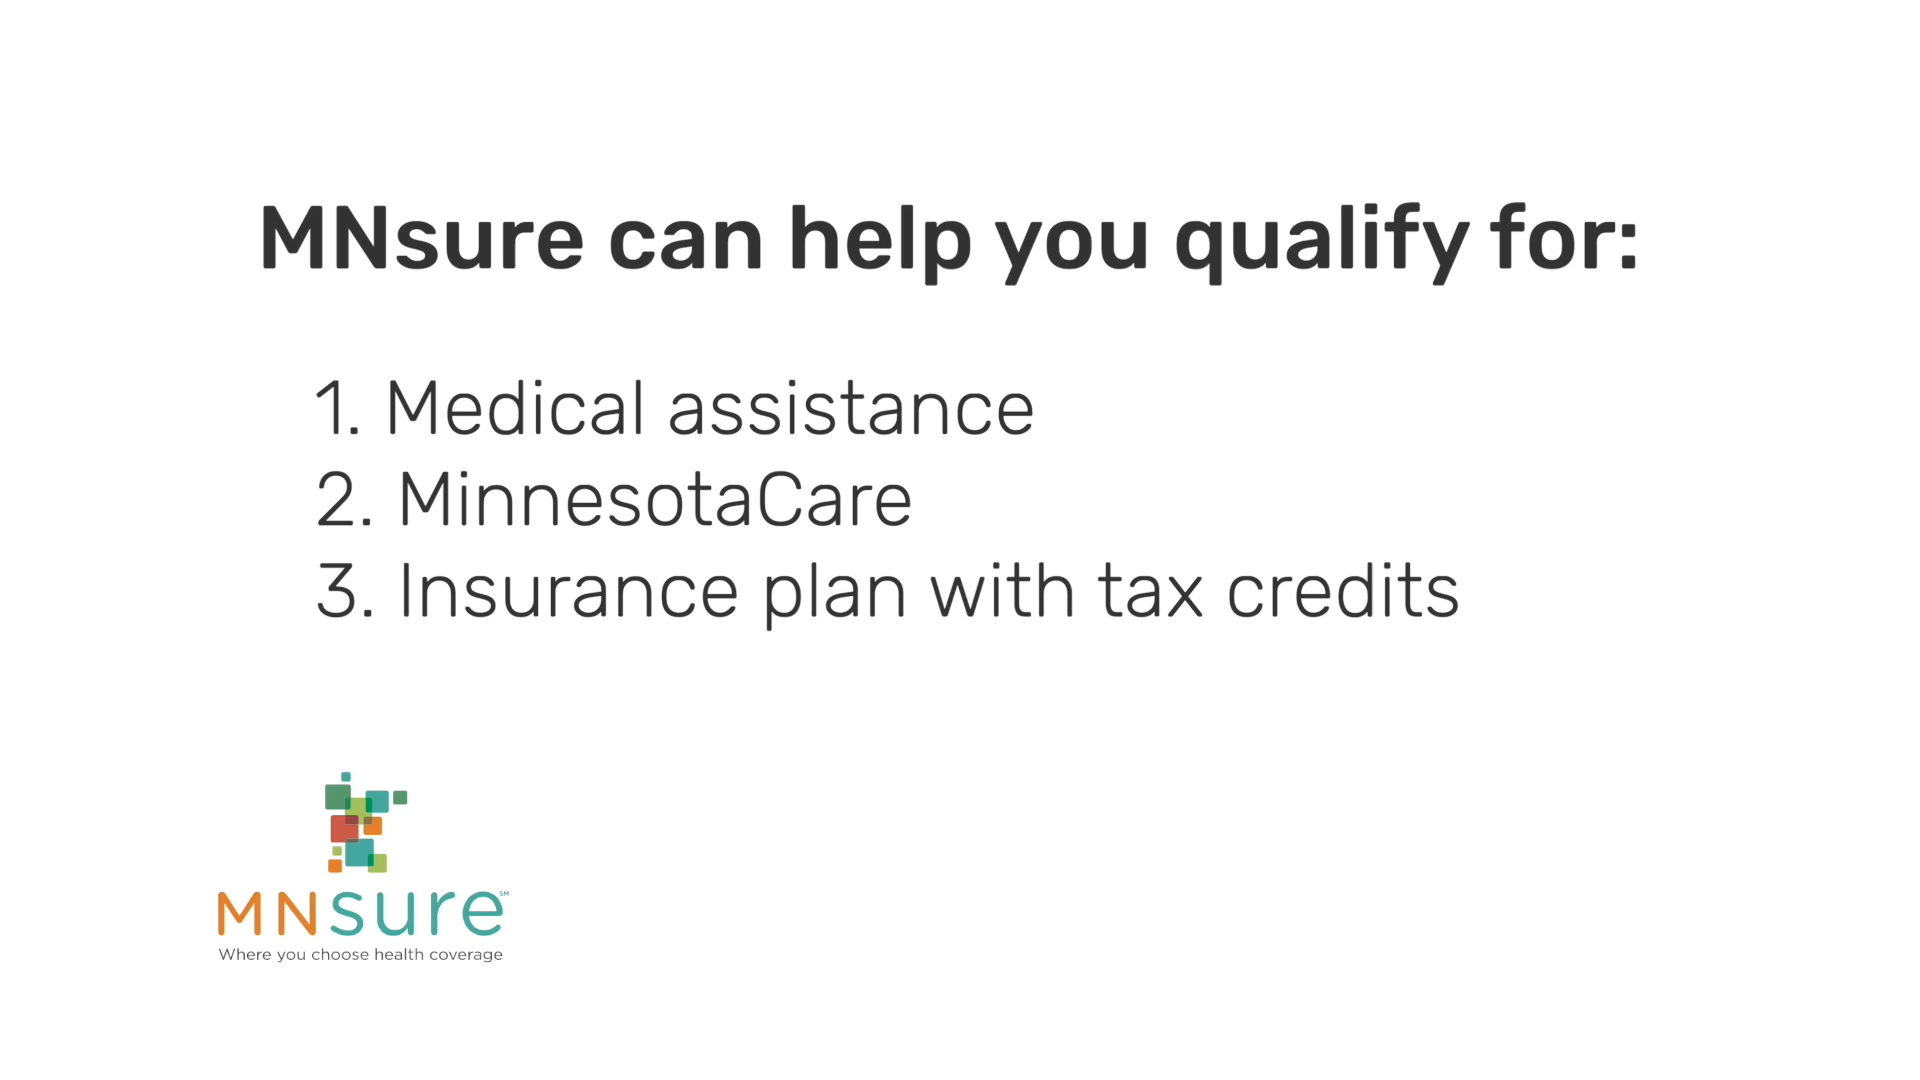 MNsure can help you qualify for:
1. Medical assistance
2. MinnesotaCare
3. Insurance plan with tax credits
MNsure℠
Where you choose health coverage